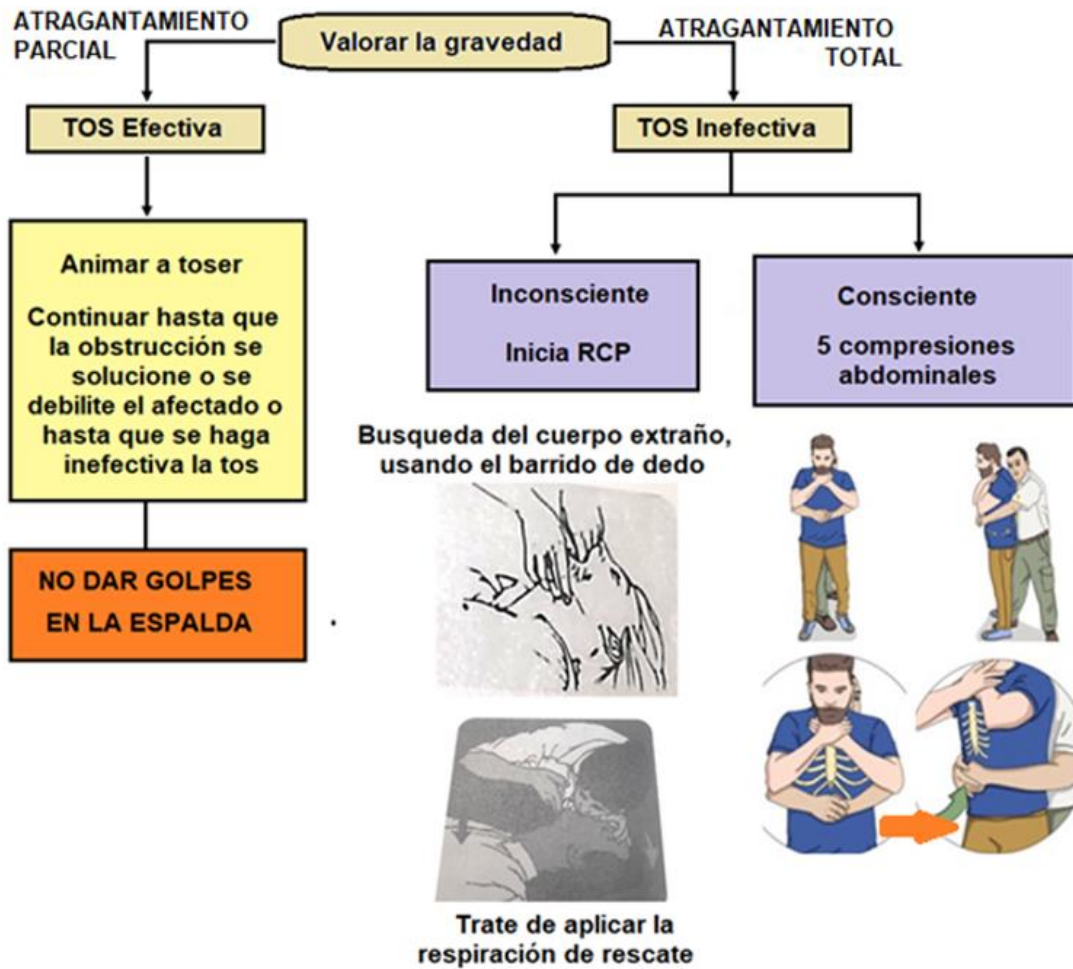 ATRAGANTAMIENTO
PARCIAL
Valorar la gravedad
ATRAGANTAMIENTO
TOTAL
TOS Efectiva
TOS Inefectiva
Animar a toser
Continuar hasta que
la obstrucción se
solucione o se
debilite el afectado o
hasta que se haga
inefectiva la tos
NO DAR GOLPES
EN LA ESPALDA
Inconsciente
Inicia RCP
Busqueda del cuerpo extraño,
usando el barrido de dedo
Trate de aplicar la
respiración de rescate
Consciente
5 compresiones
abdominales